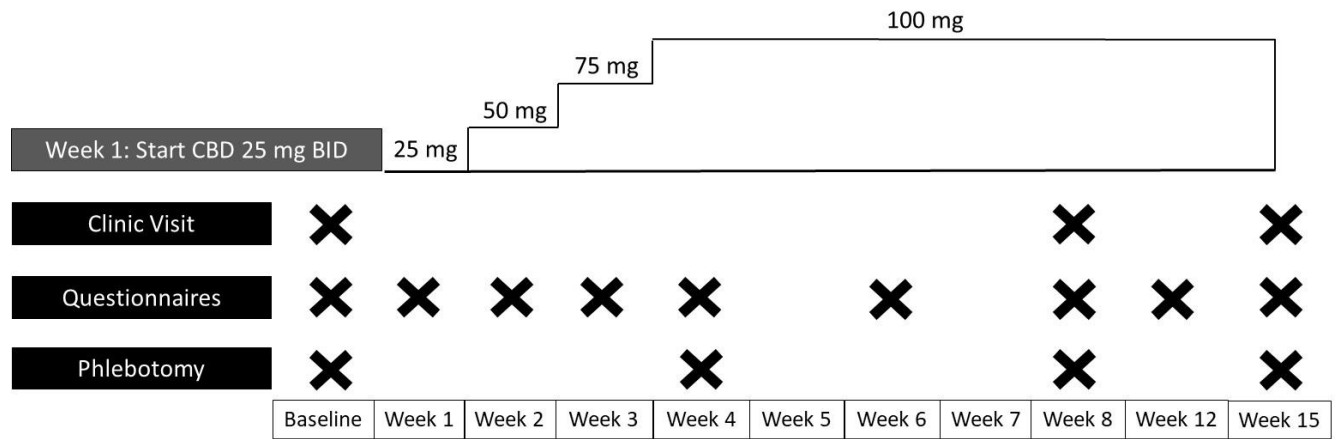 100 mg
75 mg
50 mg
Week 1: Start CBD 25 mg BID
25 mg
Clinic Visit
Questionnaires
Phlebotomy
Baseline Week 1 Week 2 Week 3 Week 4 Week 5 Week 6 Week 7 Week 8 Week 12 Week 15